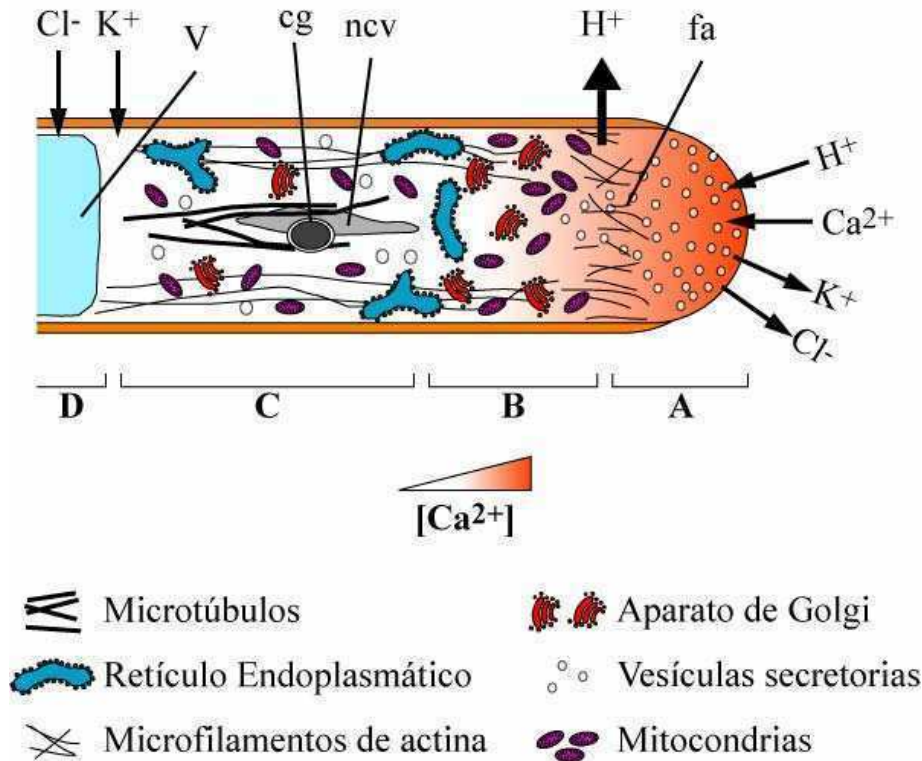 Cl- K+ V cg ncv H+ fa
H+
Ca2+
K+
Cl-
D C B A
[Ca2+]
Microtúbulos Aparato de Golgi
Retículo Endoplasmático Vesículas secretorias
Microfilamentos de actina Mitocondrias